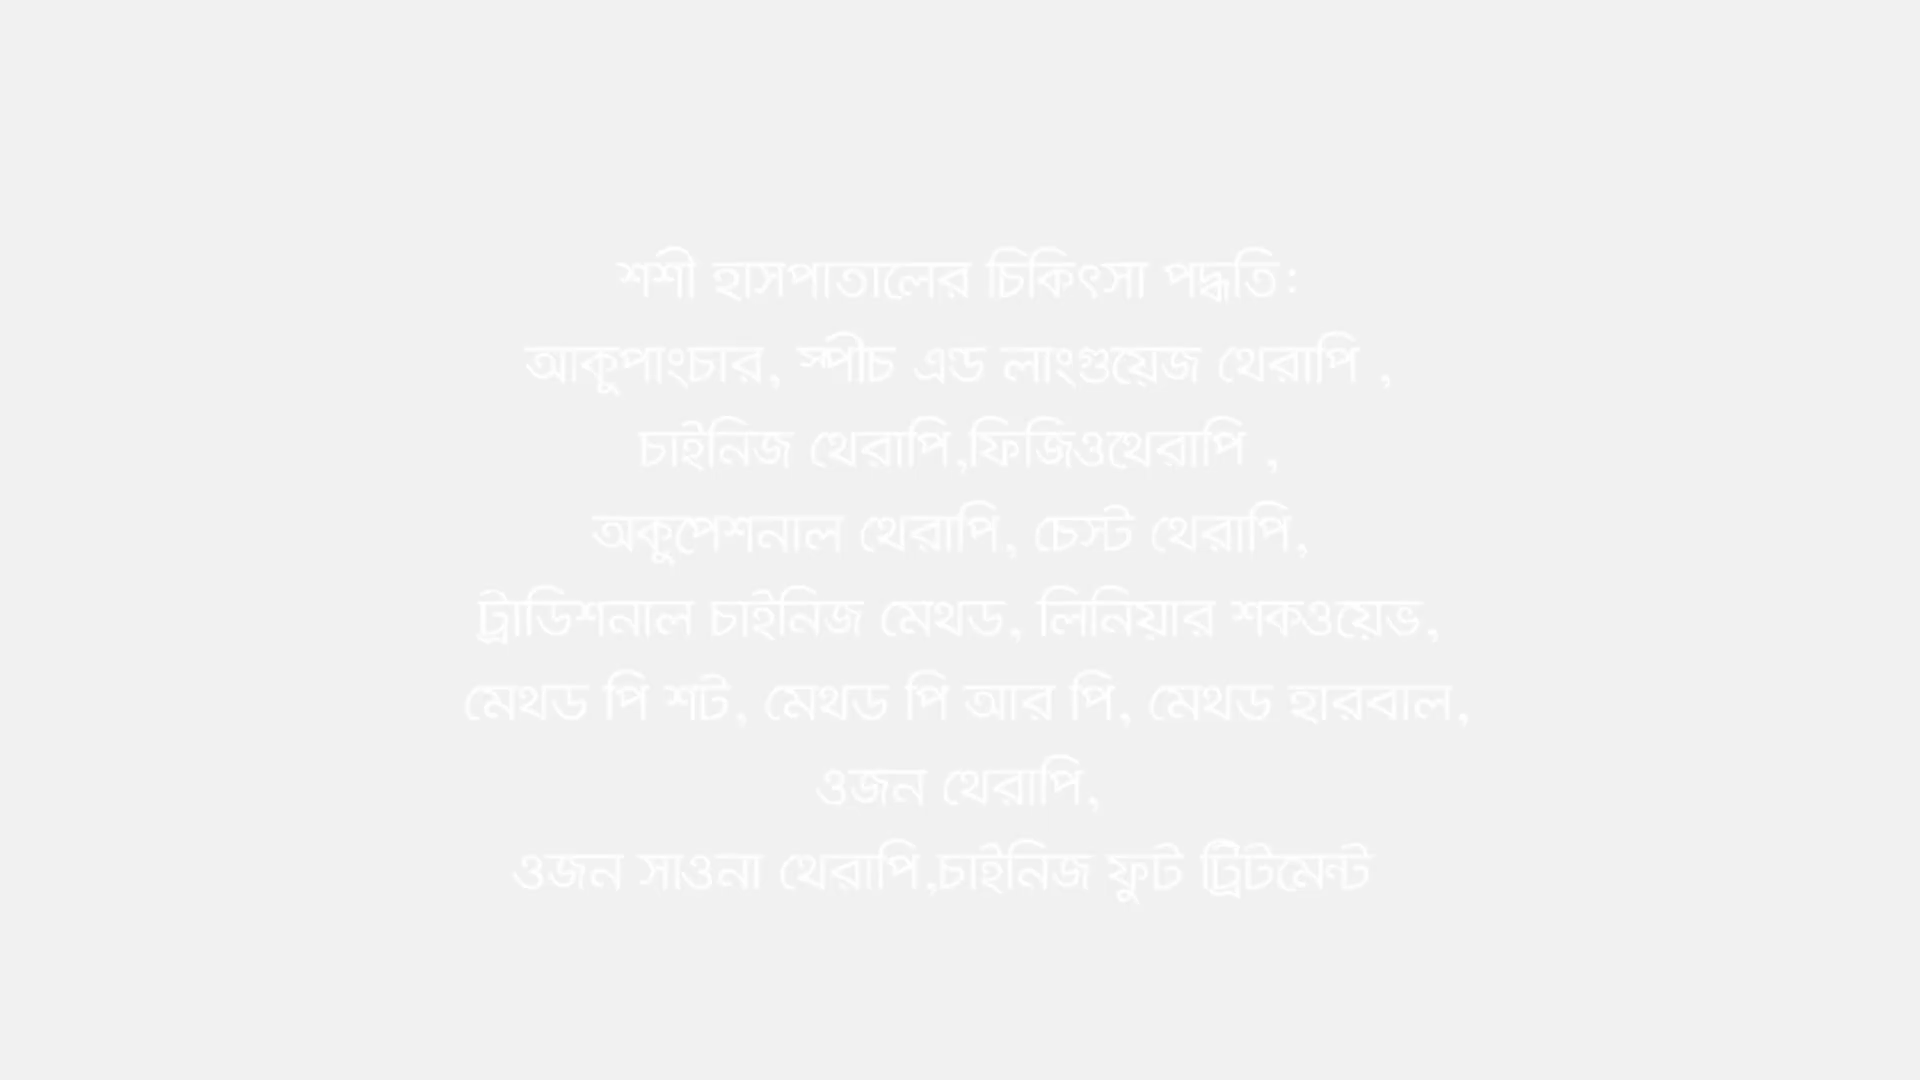 শশী হাসপাতালের চিকিৎসা পদ্ধতি:
আকুপাংচার, স্পীচ এন্ড লাংগুয়েজ থেরাপি ,
চাইনিজ থেরাপি,ফিজিওথেরাপি ,
অকুপেশনাল থেরাপি, চেস্ট থেরাপি,
ট্রাডিশনাল চাইনিজ মেথড, লিনিয়ার শকওয়েভ,
মেথড পি শট, মেথড পি আর পি, মেথড হারবাল,
ওজন থেরাপি,
ওজন সাওনা থেরাপি,চাইনিজ ফুট ট্রিটমেন্ট